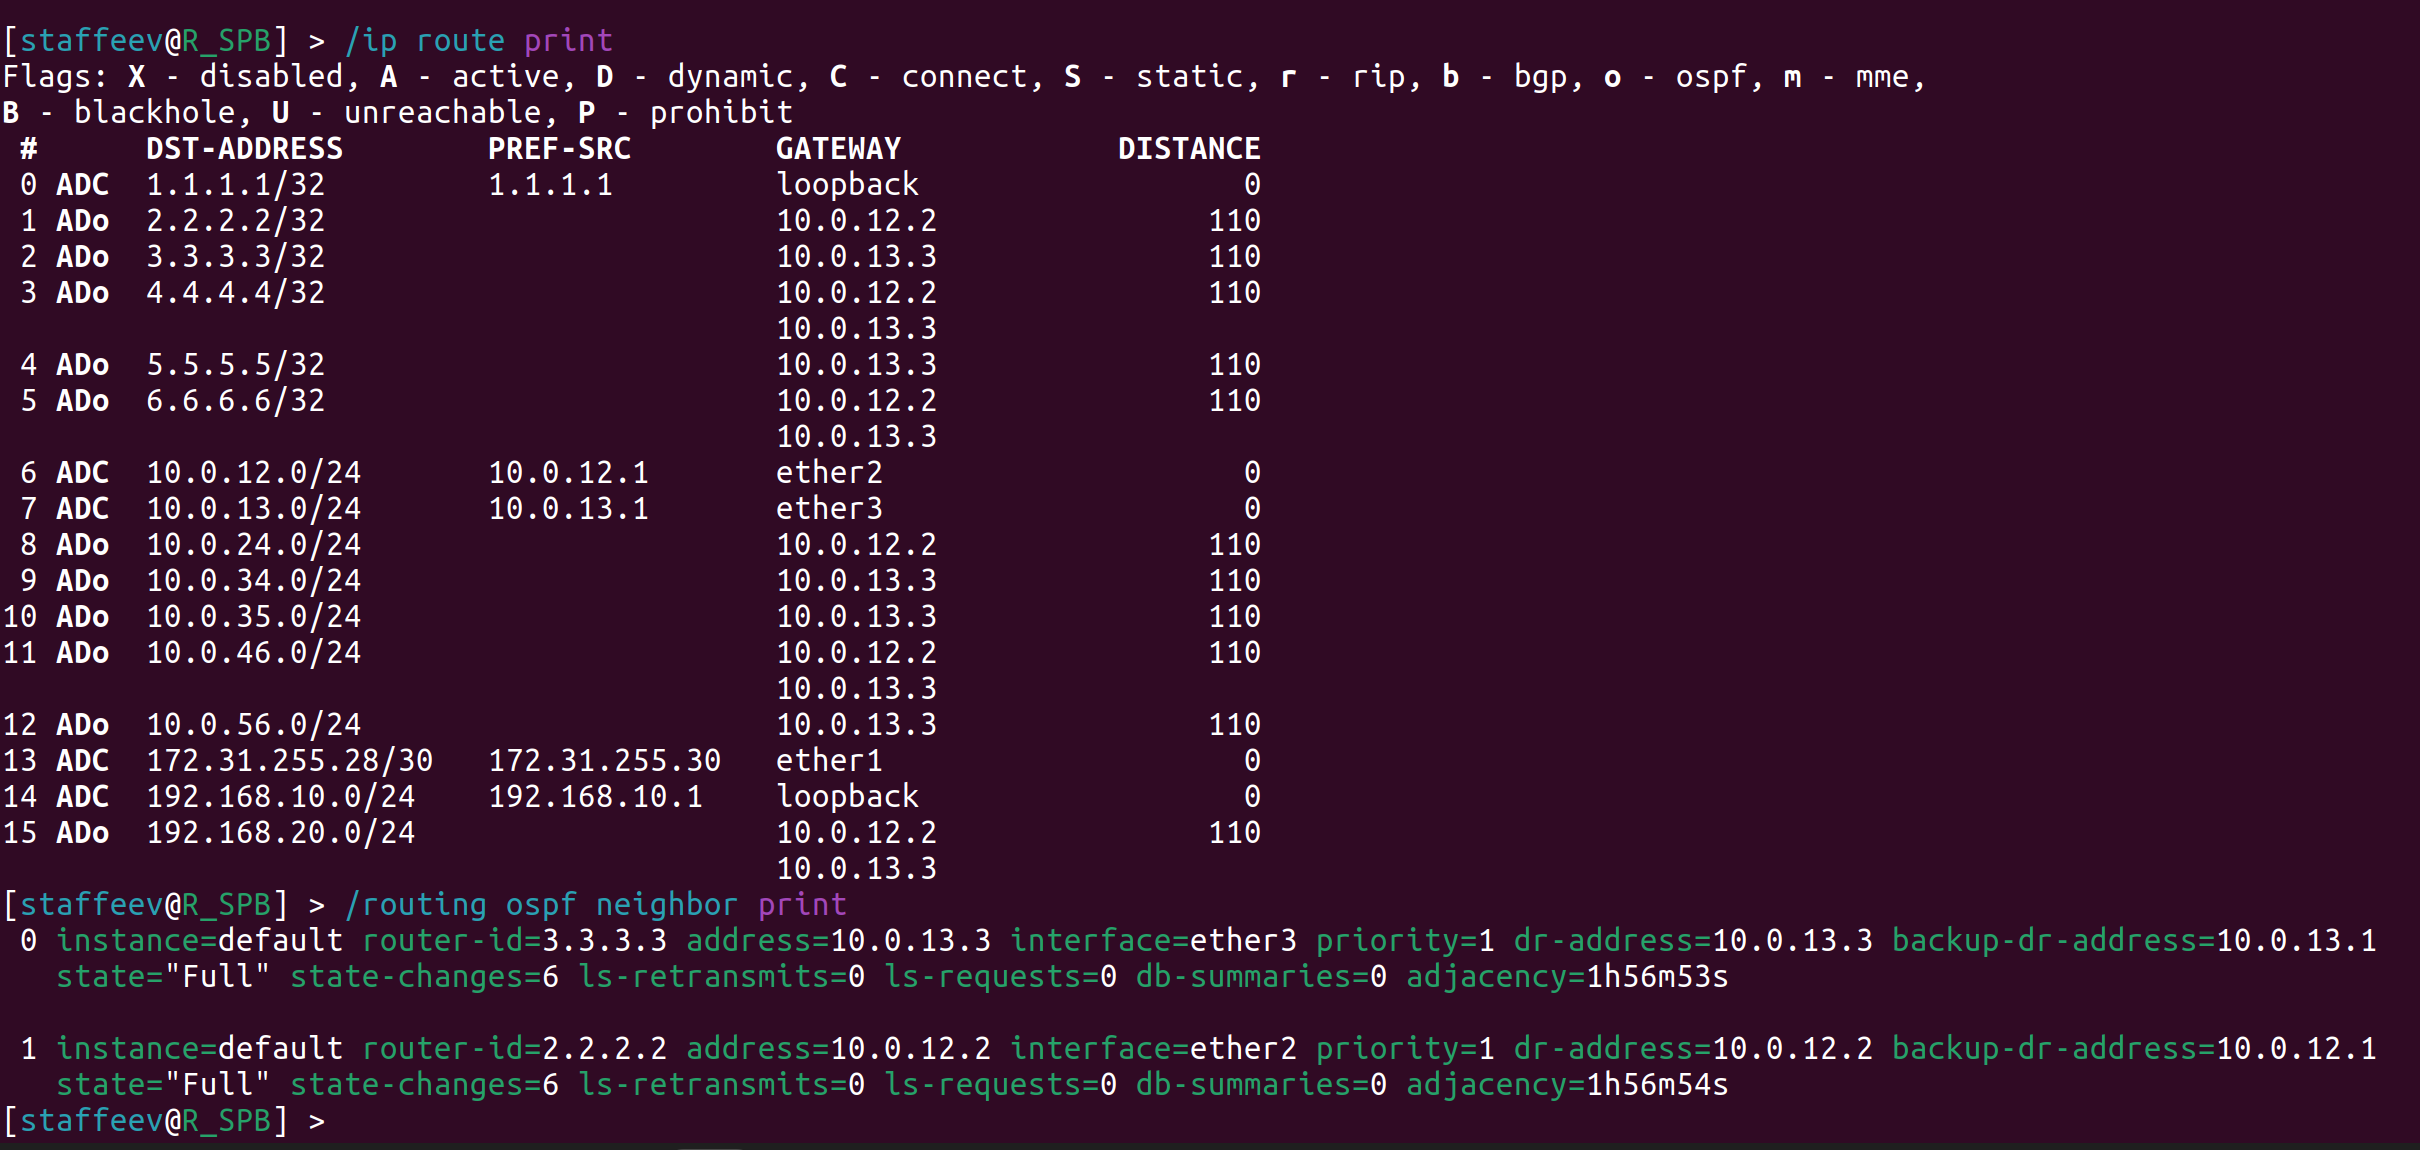 [staffeev@R_SPB] > /ip route print
Flags: X - disabled, A - active, D - dynamic, C - connect, S - static, r - rip, b - bgp, o - ospf, m - mme,
B - blackhole, U - unreachable, P - prohibit
 #      DST-ADDRESS        PREF-SRC        GATEWAY            DISTANCE
 0 ADC  1.1.1.1/32         1.1.1.1         loopback                  0
 1 ADo  2.2.2.2/32                         10.0.12.2               110
 2 ADo  3.3.3.3/32                         10.0.13.3               110
 3 ADo  4.4.4.4/32                         10.0.12.2               110
                                           10.0.13.3
 4 ADo  5.5.5.5/32                         10.0.13.3               110
 5 ADo  6.6.6.6/32                         10.0.12.2               110
                                           10.0.13.3
 6 ADC  10.0.12.0/24       10.0.12.1       ether2                    0
 7 ADC  10.0.13.0/24       10.0.13.1       ether3                    0
 8 ADo  10.0.24.0/24                       10.0.12.2               110
 9 ADo  10.0.34.0/24                       10.0.13.3               110
10 ADo  10.0.35.0/24                       10.0.13.3               110
11 ADo  10.0.46.0/24                       10.0.12.2               110
                                           10.0.13.3
12 ADo  10.0.56.0/24                       10.0.13.3               110
13 ADC  172.31.255.28/30   172.31.255.30   ether1                    0
14 ADC  192.168.10.0/24    192.168.10.1    loopback                  0
15 ADo  192.168.20.0/24                    10.0.12.2               110
                                           10.0.13.3
[staffeev@R_SPB] > /routing ospf neighbor print
 0 instance=default router-id=3.3.3.3 address=10.0.13.3 interface=ether3 priority=1 dr-address=10.0.13.3 backup-dr-address=10.0.13.1
   state="Full" state-changes=6 ls-retransmits=0 ls-requests=0 db-summaries=0 adjacency=1h56m53s
 1 instance=default router-id=2.2.2.2 address=10.0.12.2 interface=ether2 priority=1 dr-address=10.0.12.2 backup-dr-address=10.0.12.1
   state="Full" state-changes=6 ls-retransmits=0 ls-requests=0 db-summaries=0 adjacency=1h56m54s
[staffeev@R_SPB] >